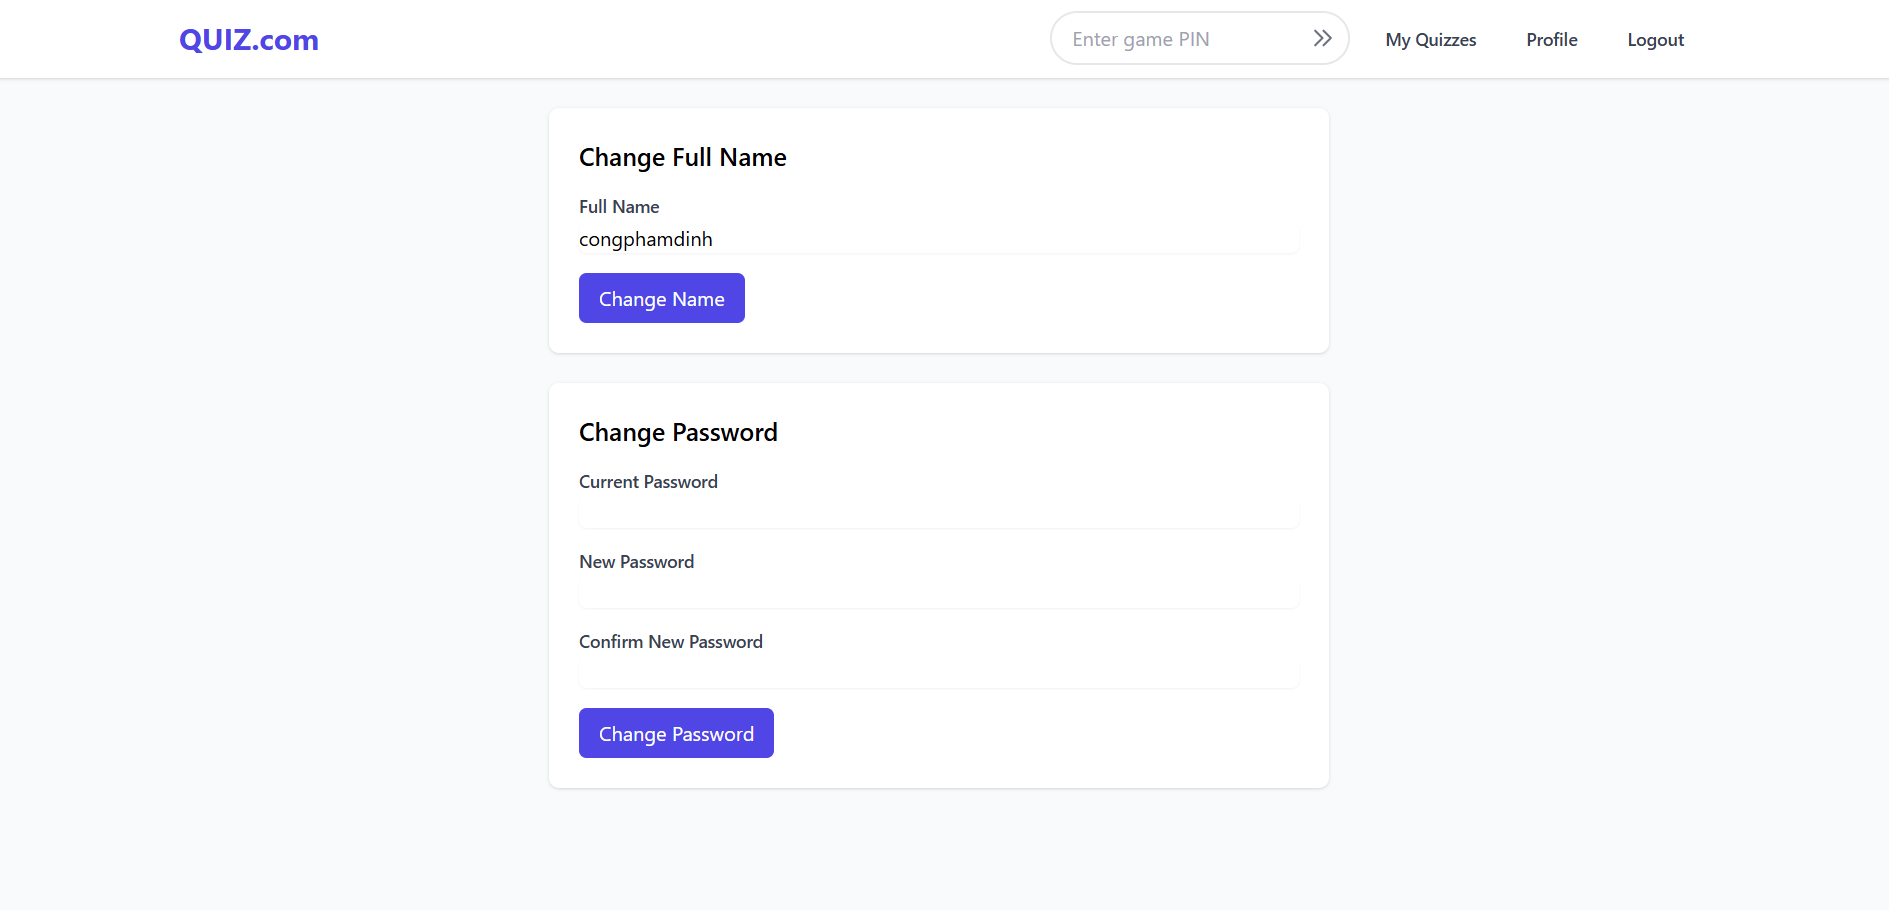 QUIZ.com
Enter game PIN
My Quizzes
Profile
Logout
Change Full Name
Full Name
congphamdinh
Change Name
Change Password
Current Password
New Password
Confirm New Password
Change Password